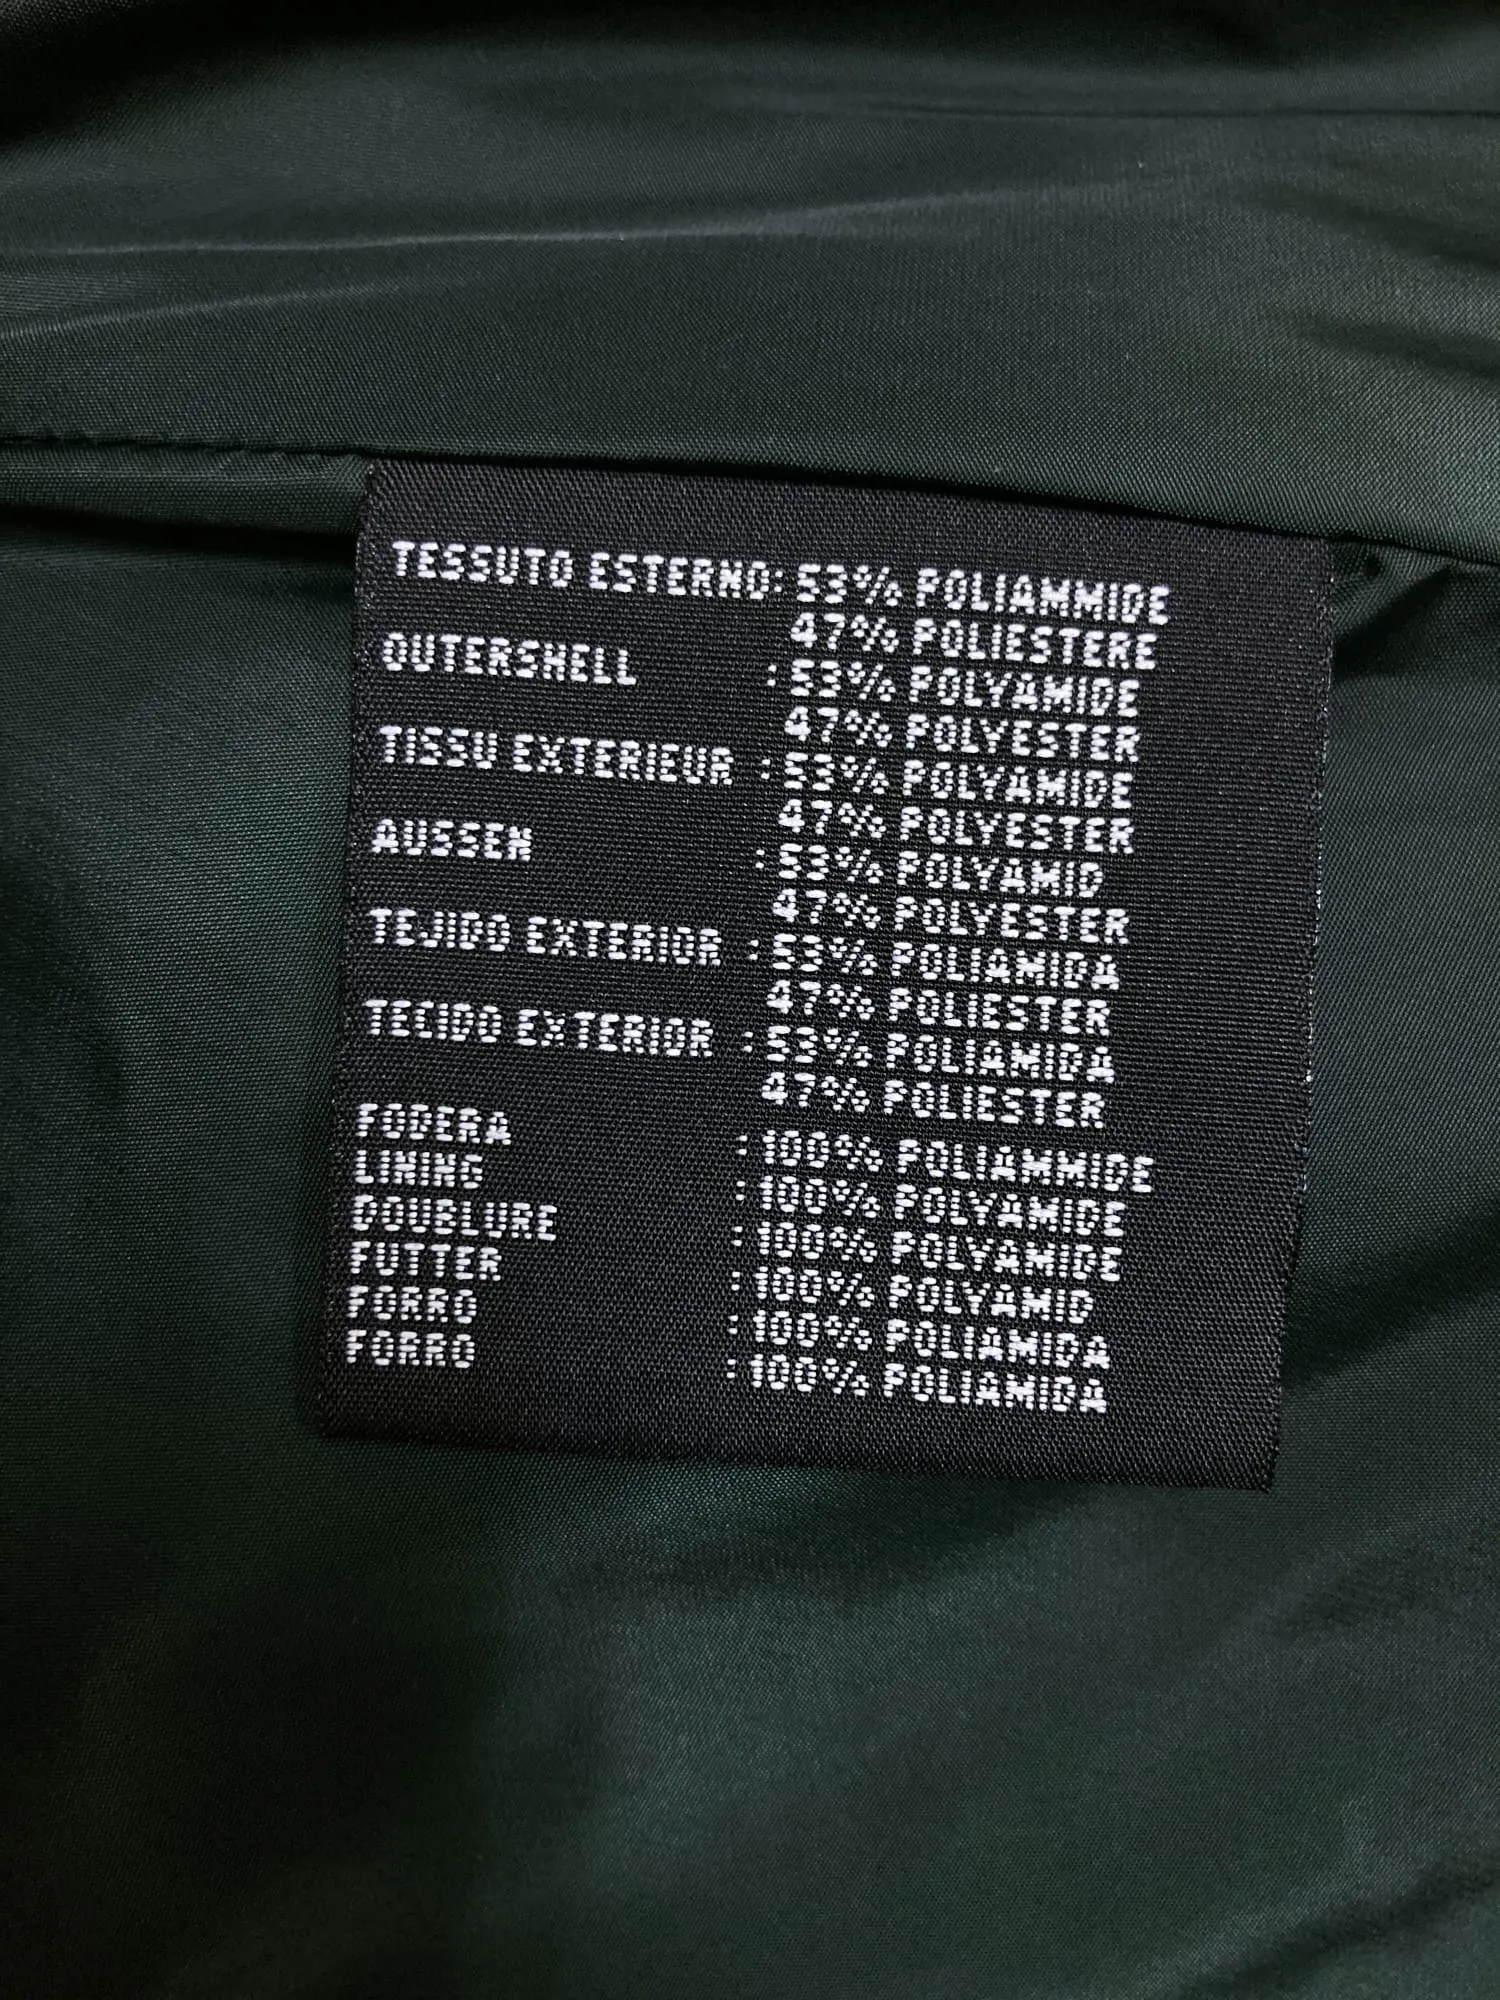 TESSUTO ESTERNO: 53% POLIAMMIDE
47% POLIESTERE
OUTERSHELL : 53% POLYAMIDE
47% POLYESTER
TISSU EXTERIEUR : 53% POLYAMIDE
47% POLYESTER
AUSSEN : 53% POLYAMID
47% POLYESTER
TEJIDO EXTERIOR : 53% POLIAMIDA
47% POLIESTER
TECIDO EXTERIOR : 53% POLIAMIDA
47% POLIESTER
FODERA : 100% POLIAMMIDE
LINING : 100% POLYAMIDE
DOUBLURE : 100% POLYAMIDE
FUTTER : 100% POLYAMID
FORRO : 100% POLIAMIDA
FORRO : 100% POLIAMIDA